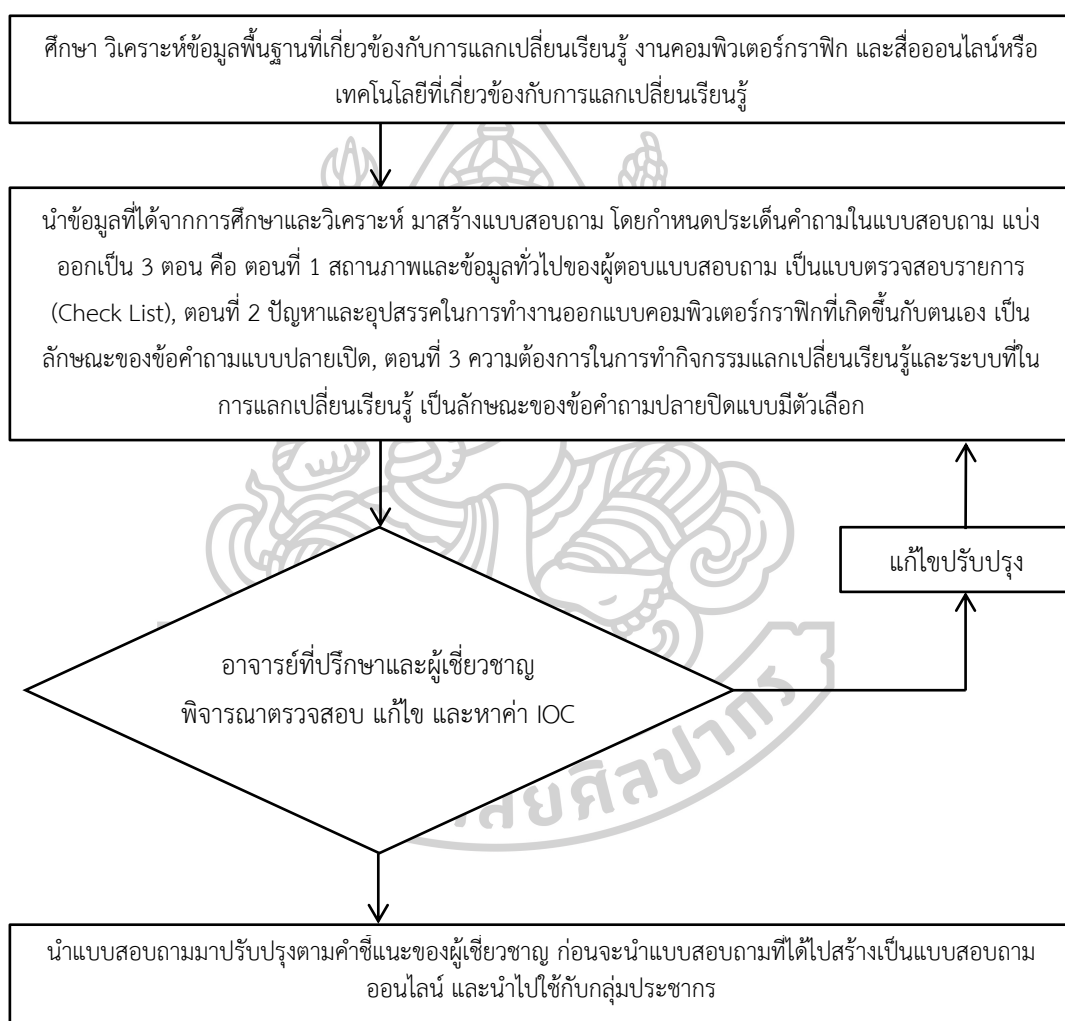 ศึกษา วิเคราะห์ข้อมูลพื้นฐานที่เกี่ยวข้องกับการแลกเปลี่ยนเรียนรู้ งานคอมพิวเตอร์กราฟิก และสื่อออนไลน์หรือ
เทคโนโลยีที่เกี่ยวข้องกับการแลกเปลี่ยนเรียนรู้
นำข้อมูลที่ได้จากการศึกษาและวิเคราะห์ มาสร้างแบบสอบถาม โดยกำหนดประเด็นคำถามในแบบสอบถาม แบ่ง
ออกเป็น 3 ตอน คือ ตอนที่ 1 สถานภาพและข้อมูลทั่วไปของผู้ตอบแบบสอบถาม เป็นแบบตรวจสอบรายการ
(Check List), ตอนที่ 2 ปัญหาและอุปสรรคในการทำงานออกแบบคอมพิวเตอร์กราฟิกที่เกิดขึ้นกับตนเอง เป็น
ลักษณะของข้อคำถามแบบปลายเปิด, ตอนที่ 3 ความต้องการในการทำกิจกรรมแลกเปลี่ยนเรียนรู้และระบบที่ใน
การแลกเปลี่ยนเรียนรู้ เป็นลักษณะของข้อคำถามปลายปิดแบบมีตัวเลือก
แก้ไขปรับปรุง
อาจารย์ที่ปรึกษาและผู้เชี่ยวชาญ
พิจารณาตรวจสอบ แก้ไข และหาค่า IOC
ลัยศิลปากร
นำแบบสอบถามมาปรับปรุงตามคำชี้แนะของผู้เชี่ยวชาญ ก่อนจะนำแบบสอบถามที่ได้ไปสร้างเป็นแบบสอบถาม
ออนไลน์ และนำไปใช้กับกลุ่มประชากร